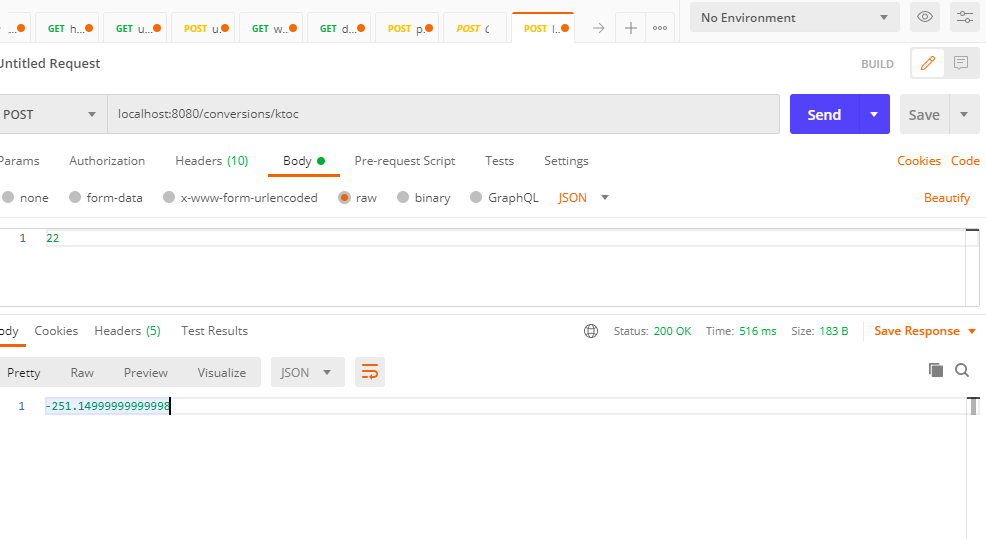 ... GET h... GET u... POST u. GET w... GET d... POST p. POST l...
No Environment
Untitled Request
BUILD
POST localhost:8080/conversions/ktoc Send Save
Params Authorization Headers (10) Body Pre-request Script Tests Settings Cookies Code
none form-data x-www-form-urlencoded raw binary GraphQL JSON Beautify
1 22
Body Cookies Headers (5) Test Results Status: 200 OK Time: 516 ms Size: 183 B Save Response
Pretty Raw Preview Visualize JSON
1 -251.14999999999998